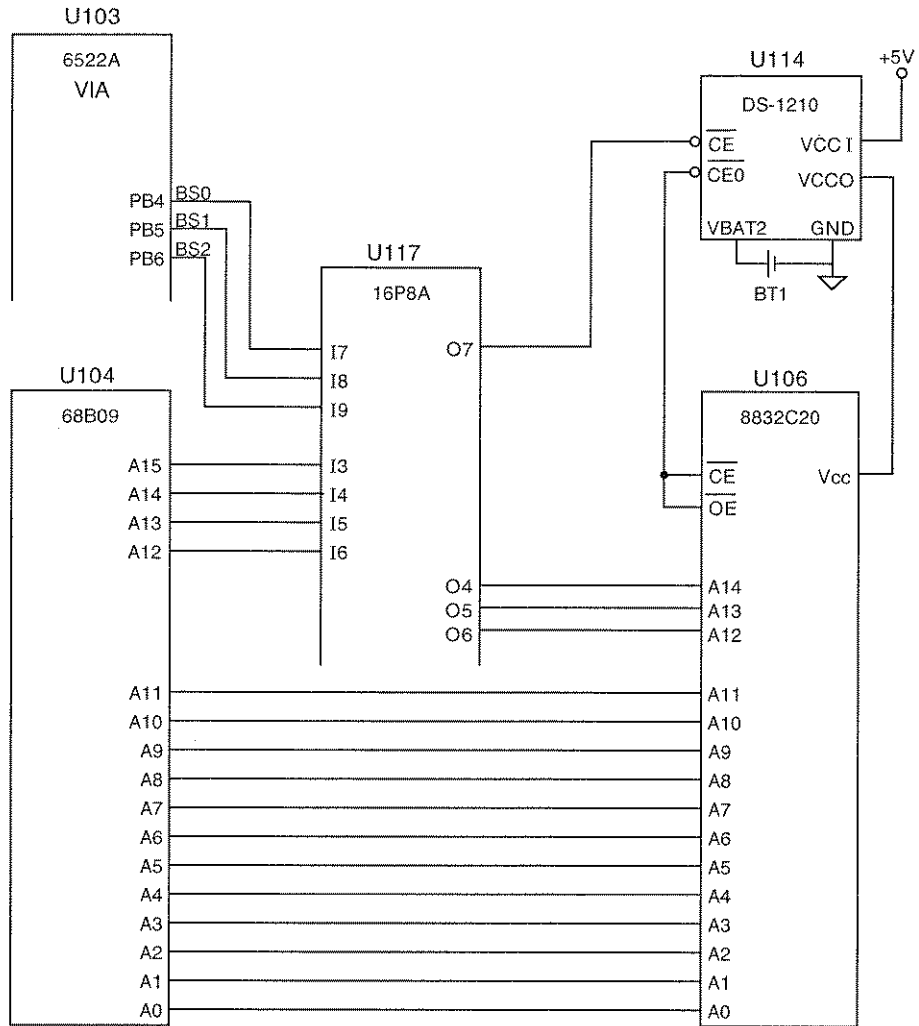 U103
6522A
VIA
PB4
BS0
PB5
BS1
PB6
BS2
U114
+5V
DS-1210
CE
VCCI
CE0
VCCO
VBAT2
GND
BT1
U117
16P8A
I7
O7
I8
I9
I3
I4
I5
I6
O4
O5
O6
U104
68B09
A15
A14
A13
A12
A11
A10
A9
A8
A7
A6
A5
A4
A3
A2
A1
A0
U106
8832C20
CE
Vcc
OE
A14
A13
A12
A11
A10
A9
A8
A7
A6
A5
A4
A3
A2
A1
A0